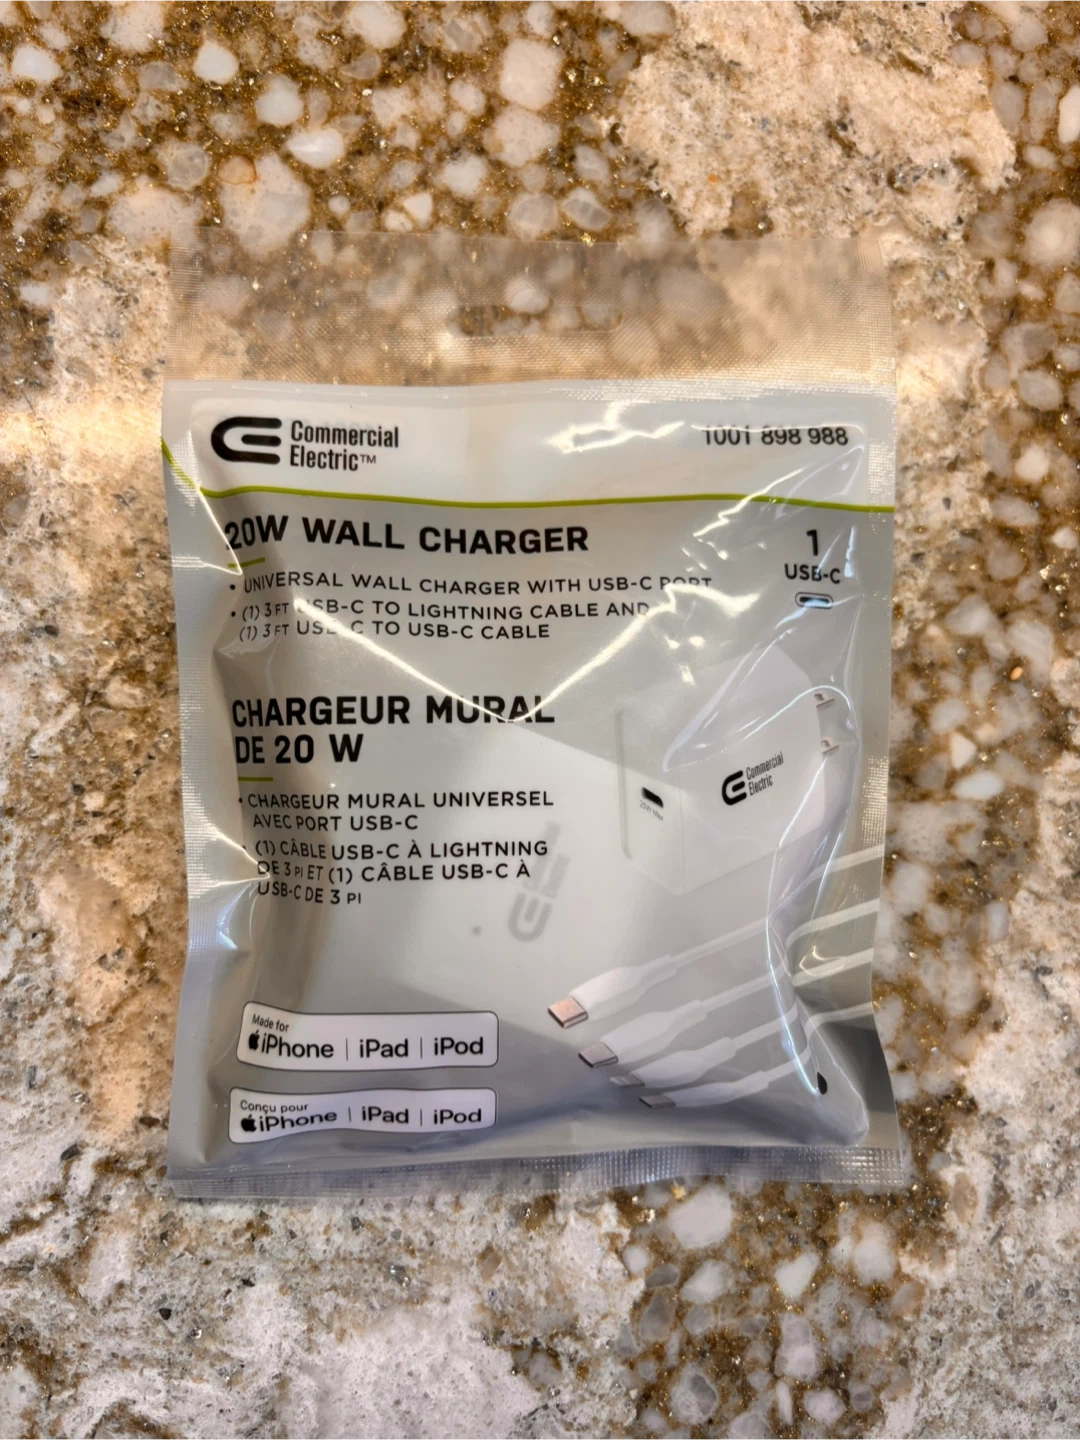 Commercial
Electric™
1001 898 988
20W WALL CHARGER
• UNIVERSAL WALL CHARGER WITH USB-C PORT
• (1) 3 FT USB-C TO LIGHTNING CABLE AND
(1) 3 FT USB-C TO USB-C CABLE
1
USB-C
CHARGEUR MURAL
DE 20 W
• CHARGEUR MURAL UNIVERSEL
AVEC PORT USB-C
• (1) CÂBLE USB-C À LIGHTNING
DE 3 PI ET (1) CÂBLE USB-C À
USB-C DE 3 PI
Commercial
Electric
20W Max
Made for
iPhone | iPad | iPod
Conçu pour
iPhone | iPad | iPod